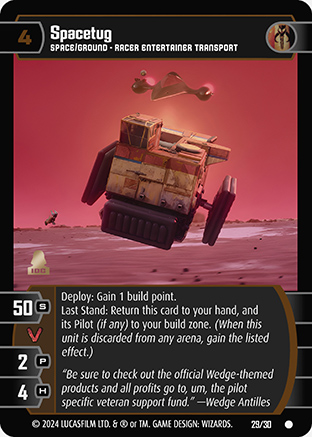 4 Spacetug
SPACE/GROUND - RACER ENTERTAINER TRANSPORT
IDC
50 S
2 P
4 H
Deploy: Gain 1 build point.
Last Stand: Return this card to your hand, and
its Pilot (if any) to your build zone. (When this
unit is discarded from any arena, gain the listed
effect.)
“Be sure to check out the official Wedge-themed
products and all profits go to, um, the pilot
specific veteran support fund.” —Wedge Antilles
© 2024 LUCASFILM LTD. & ® or TM. GAME DESIGN: WIZARDS.
29/30